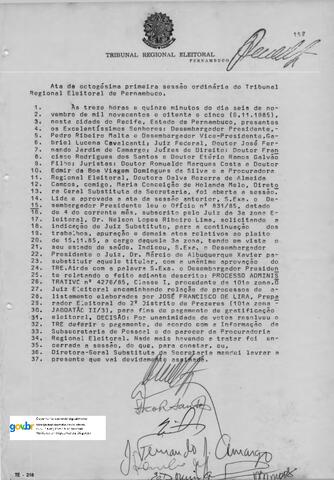 TRIBUNAL REGIONAL ELEITORAL
PERNAMBUCO
Ata da octogésima primeira sessão ordinária do Tribunal
Regional Eleitoral de Pernambuco.
1. Às treze horas e quinze minutos do dia seis de no-
2. vembro de mil novecentos e oitenta e cinco (6.11.1985),
3. nesta cidade do Recife, Estado de Pernambuco, presentes
4. os Excelentíssimos Senhores: Desembargador Presidente,
5. Pedro Ribeiro Malta e Desembargador Vice-Presidente, Ga-
6. briel Lucena Cavalcanti; Juiz Federal, Doutor José Fer-
7. nando Jardim de Camargo; Juízes de Direito: Doutor Fran
8. cisco Rodrigues dos Santos e Doutor Etério Ramos Galvão
9. Filho; Juristas: Doutor Romualdo Marques Costa e Doutor
10. Edmir da Boa Viagem Domingues da Silva e a Procuradora
11. Regional Eleitoral, Doutora Delva Bezerra de Almeida
12. Campos, comigo, Maria Conceição de Holanda Melo, Direto
13. ra Geral Substituta da Secretaria, foi aberta a sessão.
14. Lida e aprovada a ata da sessão anterior, S.Exa. o De-
15. sembargador Presidente leu o Ofício nº 831/85, datado
16. de 4 do corrente mês, subscrito pelo Juiz da 3a zona E-
17. leitoral, Dr. Nelson Lopes Ribeiro Lima, solicitando a
18. indicação de Juiz Substituto, para a continuação dos
19. trabalhos, apuração e demais atos relativos ao pleito
20. de 15.11.85, a cargo daquela 3a zona, tendo em vista o
21. seu estado de saúde. Indicou, S.Exa. o Desembargador
22. Presidente o Juiz, Dr. Márcio de Albuquerque Xavier pa-
23. substituir aquele titular, com a unânime aprovação do
24. TRE. Ainda com a palavra S.Exa. o Desembargador Presiden
25. te relatando o feito adiante descrito: PROCESSO ADMINIS
26. TRATIVO nº 4276/85, Classe I, procedente da 101a zona.
27. Juiz Eleitoral encaminhando relação de processos de a-
28. listamento elaborados por JOSÉ FRANCISCO DE LIRA, Prepa
29. rador Eleitoral do 2º Distrito de Prazeres (101a zona-
30. JABOATÃO II/3), para fins de pagamento de gratificação
31. eleitoral. DECISÃO: Por unanimidade de votos resolveu o
32. TRE deferir o pagamento, de acordo com a Informação da
33. Subsecretaria de Pessoal e do parecer da Procuradoria
34. Regional Eleitoral. Nada mais havendo a tratar foi en-
35. cerrada a sessão, do que, para constar, eu,
36. Diretora-Geral Substituta da Secretaria mandei lavrar a
37. presente que vai devidamente assinada.
gov.br
TE - 218